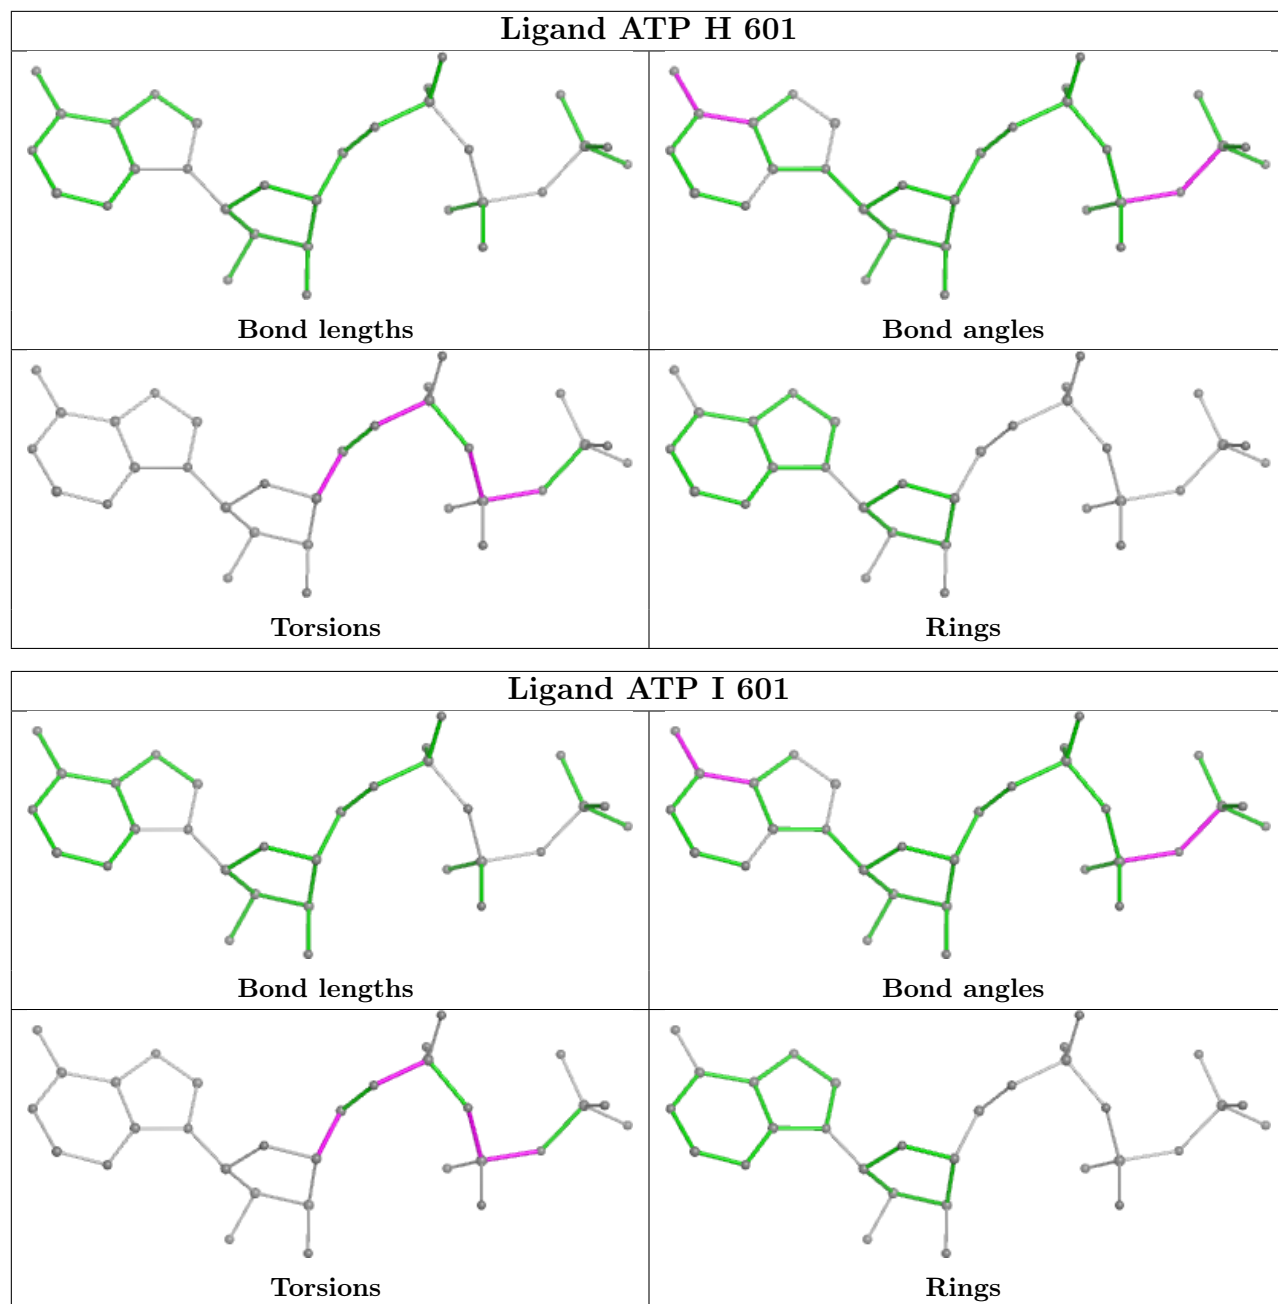 Ligand ATP H 601
Bond lengths
Bond angles
Torsions
Rings
Ligand ATP I 601
Bond lengths
Bond angles
Torsions
Rings